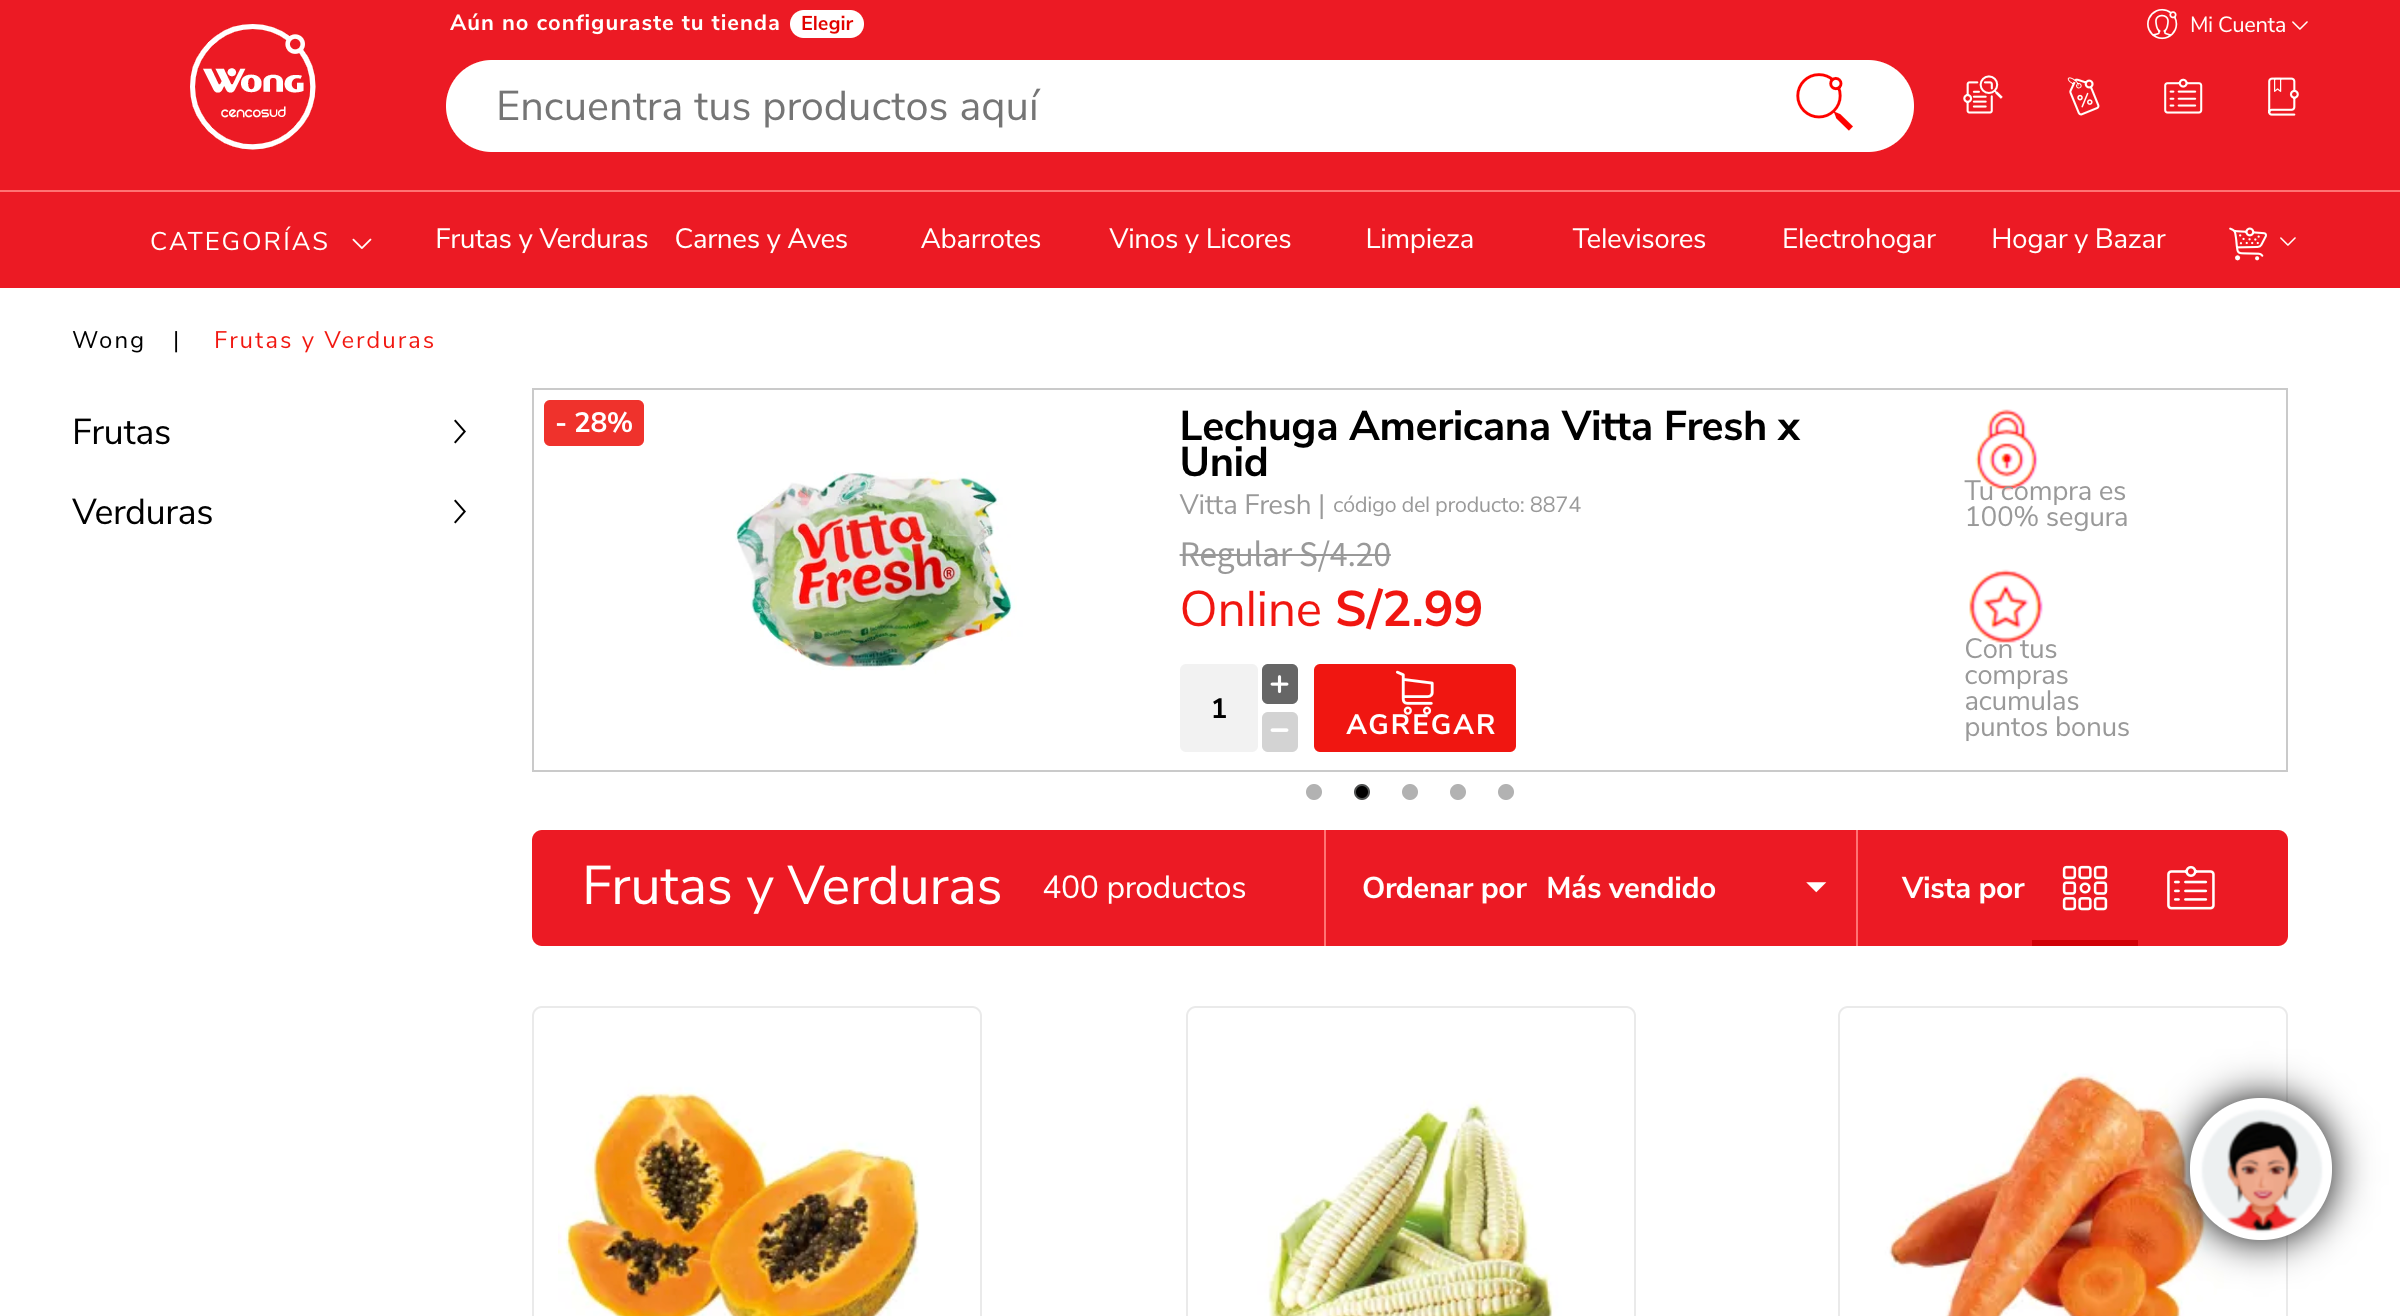 Aún no configuraste tu tienda Elegir
Mi Cuenta
Wong
cencosud
Encuentra tus productos aquí
CATEGORÍAS Frutas y Verduras Carnes y Aves Abarrotes Vinos y Licores Limpieza Televisores Electrohogar Hogar y Bazar
Wong | Frutas y Verduras
Frutas
Verduras
- 28%
Vitta
Fresh®
Lechuga Americana Vitta Fresh x
Unid
Vitta Fresh | código del producto: 8874
Regular S/4.20
Online S/2.99
1 + −
AGREGAR
Tu compra es
100% segura
Con tus
compras
acumulas
puntos bonus
Frutas y Verduras 400 productos Ordenar por Más vendido Vista por